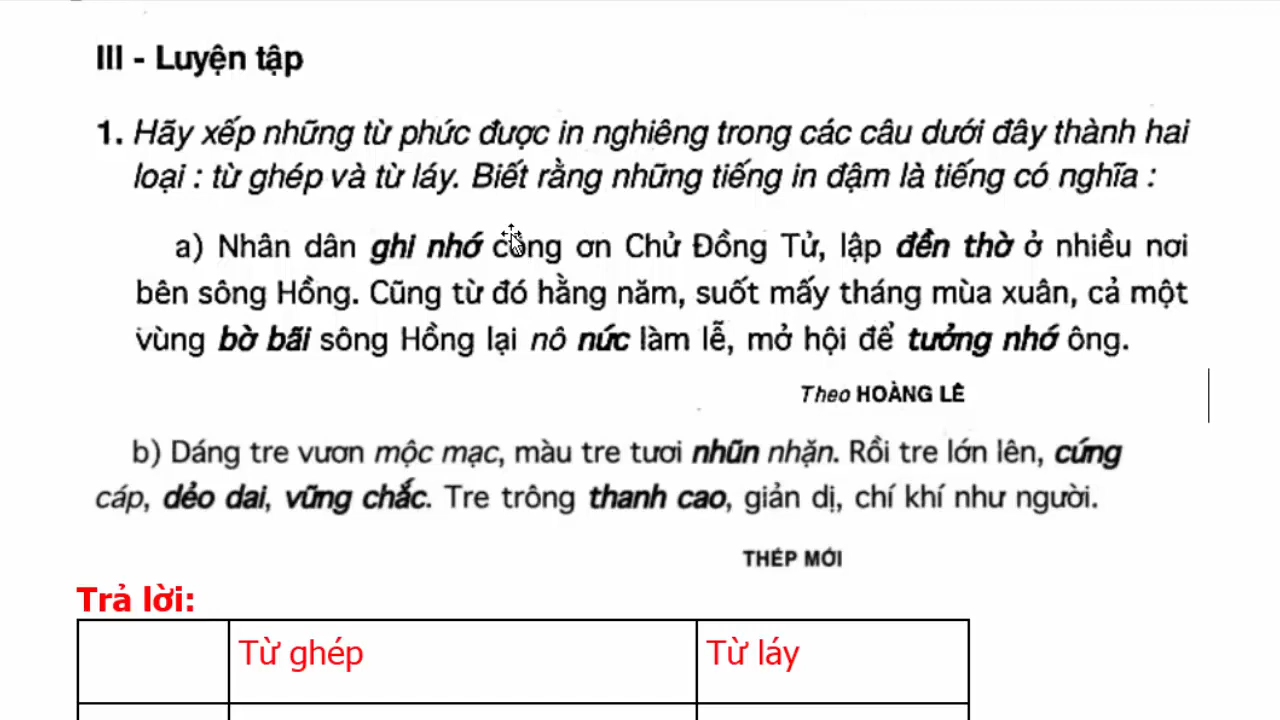 III - Luyện tập
1. Hãy xếp những từ phức được in nghiêng trong các câu dưới đây thành hai
loại : từ ghép và từ láy. Biết rằng những tiếng in đậm là tiếng có nghĩa :
a) Nhân dân ghi nhớ công ơn Chử Đồng Tử, lập đền thờ ở nhiều nơi
bên sông Hồng. Cũng từ đó hằng năm, suốt mấy tháng mùa xuân, cả một
vùng bờ bãi sông Hồng lại nô nức làm lễ, mở hội để tưởng nhớ ông.
Theo HOÀNG LÊ
b) Dáng tre vươn mộc mạc, màu tre tươi nhũn nhặn. Rồi tre lớn lên, cứng
cáp, dẻo dai, vững chắc. Tre trông thanh cao, giản dị, chí khí như người.
THÉP MỚI
Trả lời:
Từ ghép Từ láy